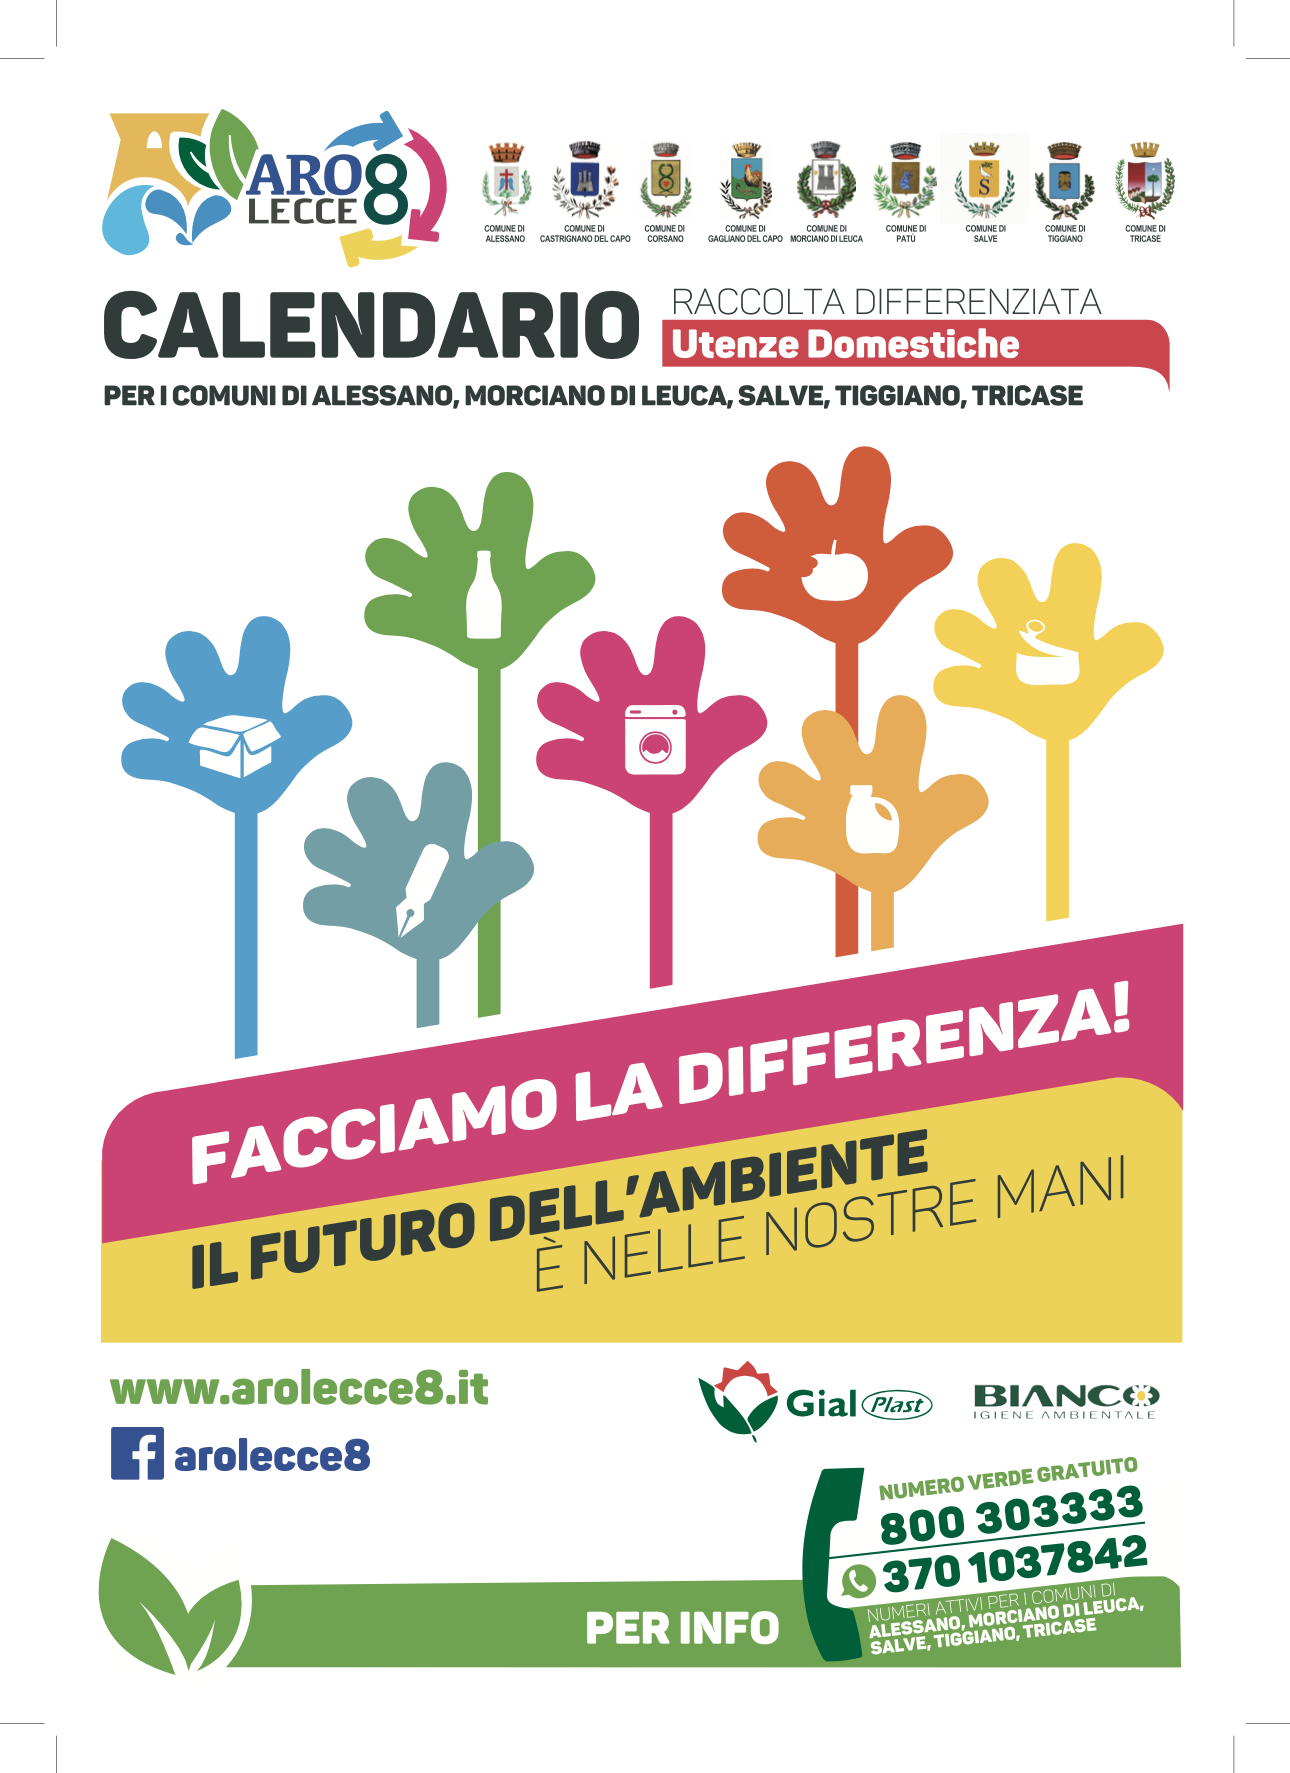 ARO 8
LECCE
COMUNE DI
ALESSANO
COMUNE DI
CASTRIGNANO DEL CAPO
COMUNE DI
CORSANO
COMUNE DI
GAGLIANO DEL CAPO
COMUNE DI
MORCIANO DI LEUCA
COMUNE DI
PATÙ
COMUNE DI
SALVE
COMUNE DI
TIGGIANO
COMUNE DI
TRICASE
CALENDARIO
RACCOLTA DIFFERENZIATA
Utenze Domestiche
PER I COMUNI DI ALESSANO, MORCIANO DI LEUCA, SALVE, TIGGIANO, TRICASE
FACCIAMO LA DIFFERENZA!
IL FUTURO DELL'AMBIENTE
È NELLE NOSTRE MANI
www.arolecce8.it
f arolecce8
Gial Plast
BIANCO
IGIENE AMBIENTALE
NUMERO VERDE GRATUITO
800 303333
370 1037842
NUMERI ATTIVI PER I COMUNI DI
ALESSANO, MORCIANO DI LEUCA,
SALVE, TIGGIANO, TRICASE
PER INFO